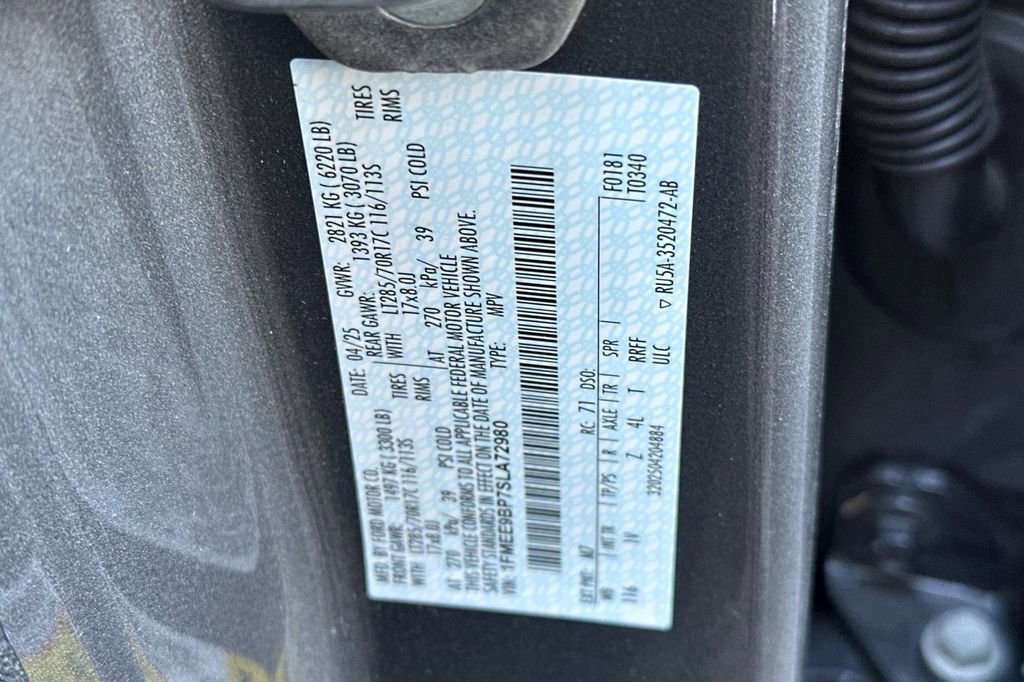 MFD. BY FORD MOTOR CO. DATE: 04/25 GVWR: 2821 KG ( 6220 LB)
FRONT GAWR: 1497 KG ( 3300 LB) REAR GAWR: 1393 KG ( 3070 LB)
WITH LT285/70R17C 116/113S TIRES WITH LT285/70R17C 116/113S TIRES
17x8.0J RIMS 17x8.0J RIMS
AT 270 kPa/ 39 PSI COLD AT 270 kPa/ 39 PSI COLD
THIS VEHICLE CONFORMS TO ALL APPLICABLE FEDERAL MOTOR VEHICLE
SAFETY STANDARDS IN EFFECT ON THE DATE OF MANUFACTURE SHOWN ABOVE.
VIN: 1FMEE9BP7SLA72980 TYPE: MPV
EXT PNT: M7 RC: 71 DSO: F0181
WB INT TR TP/PS R AXLE TR SPR T0340
116 Z 4L T RRFF
3202504204884 ULC
▽ RU5A-3520472-AB